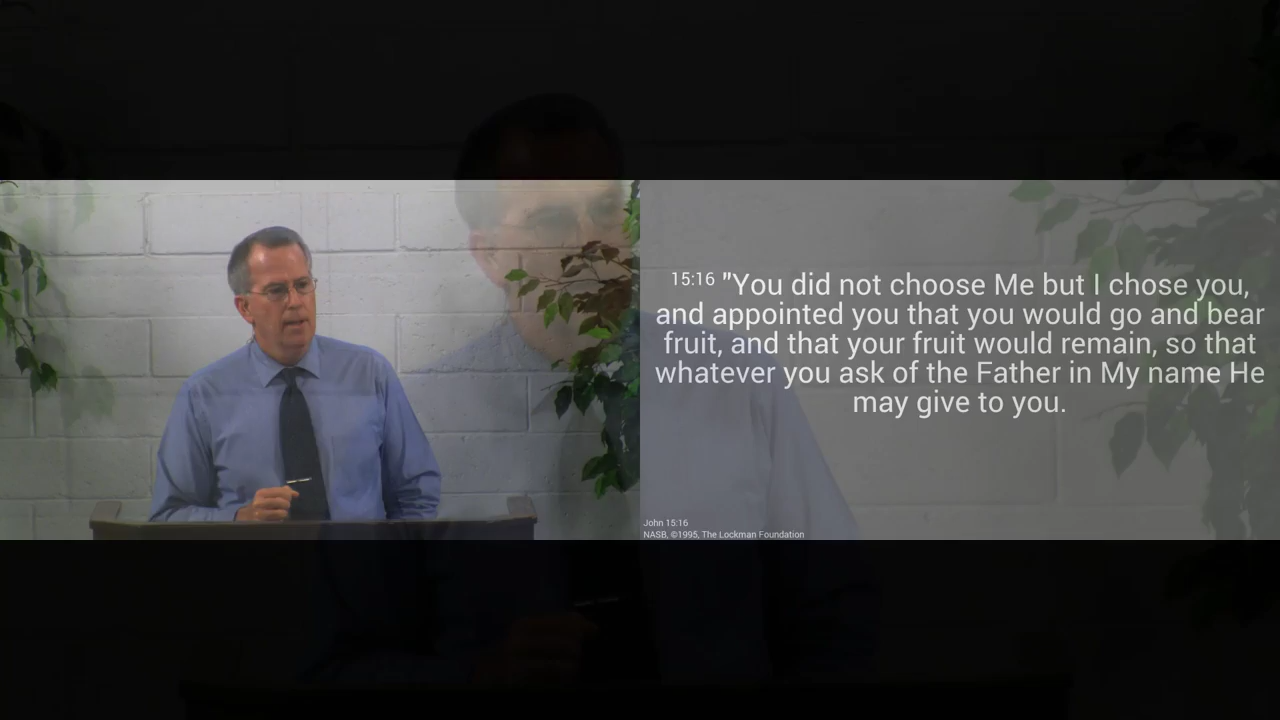 15:16 "You did not choose Me but I chose you,
and appointed you that you would go and bear
fruit, and that your fruit would remain, so that
whatever you ask of the Father in My name He
may give to you.
John 15:16
NASB, ©1995, The Lockman Foundation